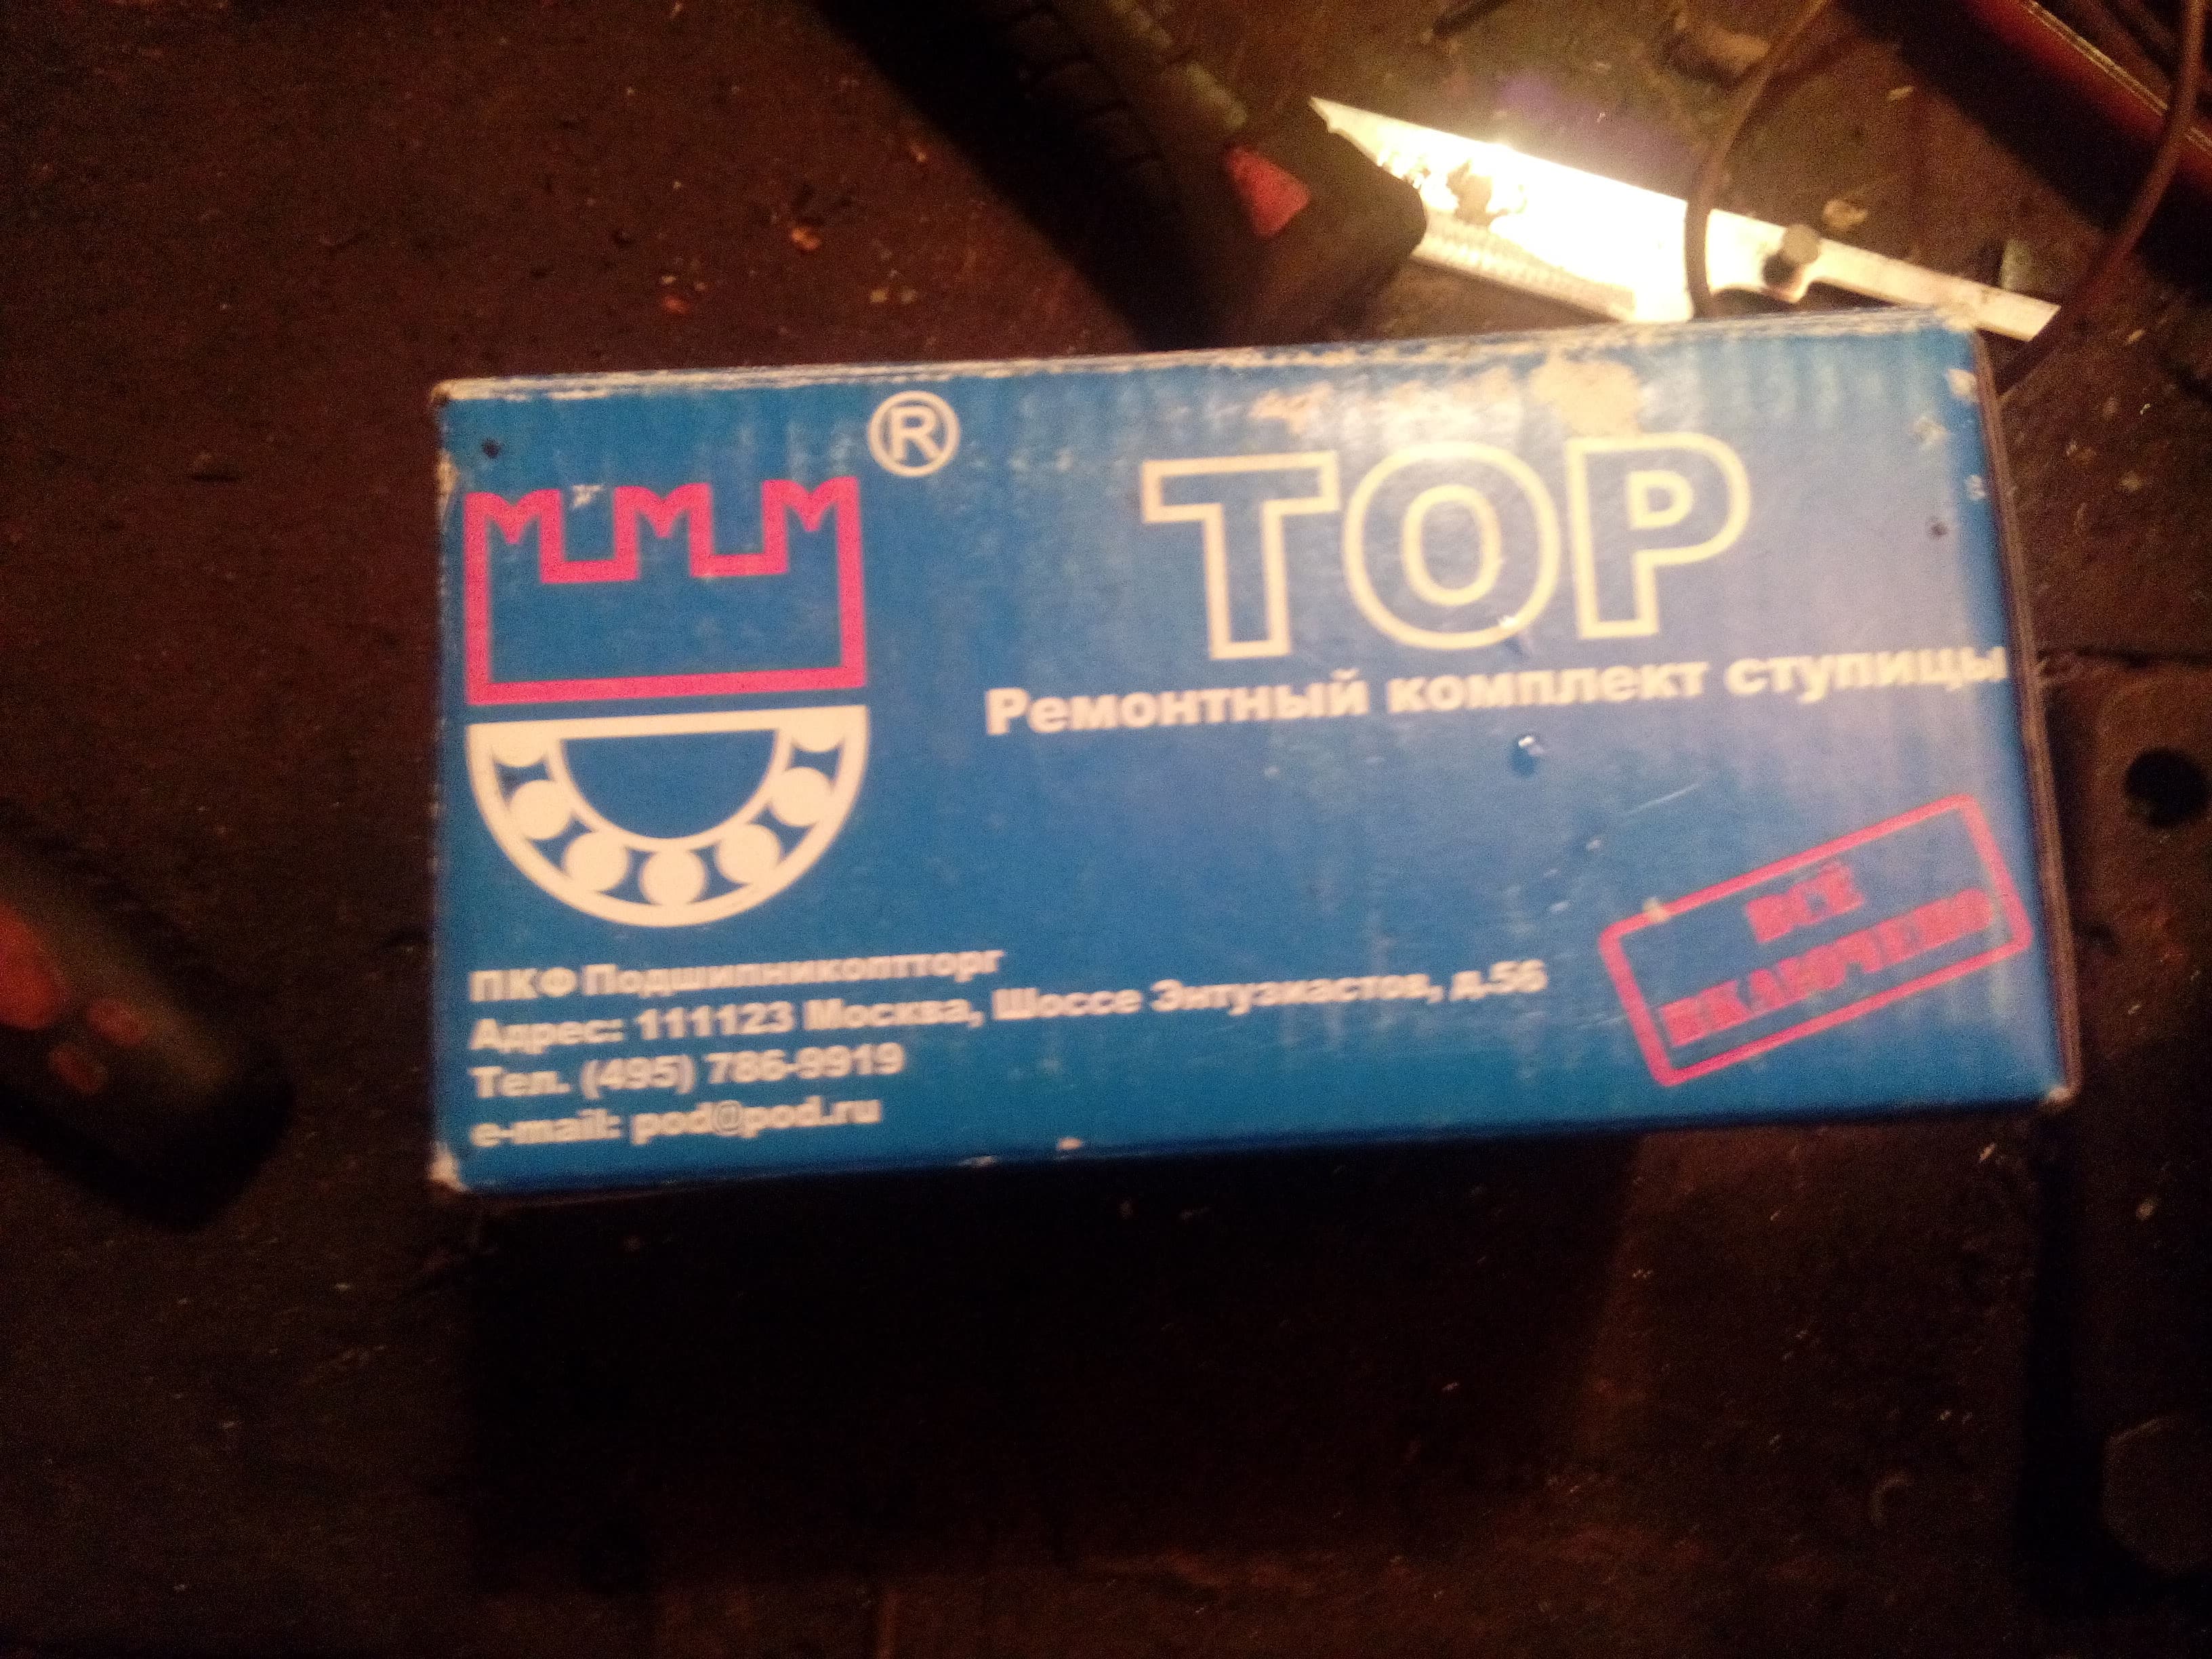 ®
TOP
Ремонтный комплект ступицы
ВСЁ
ВКЛЮЧЕНО
ПКФ Подшипникоптторг
Адрес: 111123 Москва, Шоссе Энтузиастов, д.56
Тел. (495) 786-9919
e-mail: pod@pod.ru